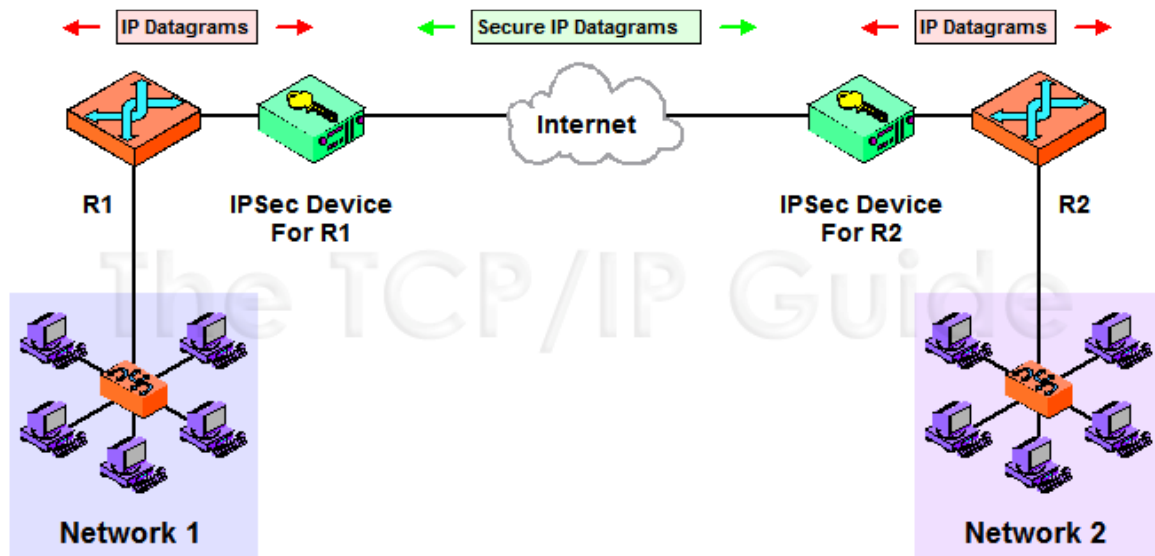 IP Datagrams
Secure IP Datagrams
IP Datagrams
Internet
R1
IPSec Device
For R1
IPSec Device
For R2
R2
The TCP/IP Guide
Network 1
Network 2